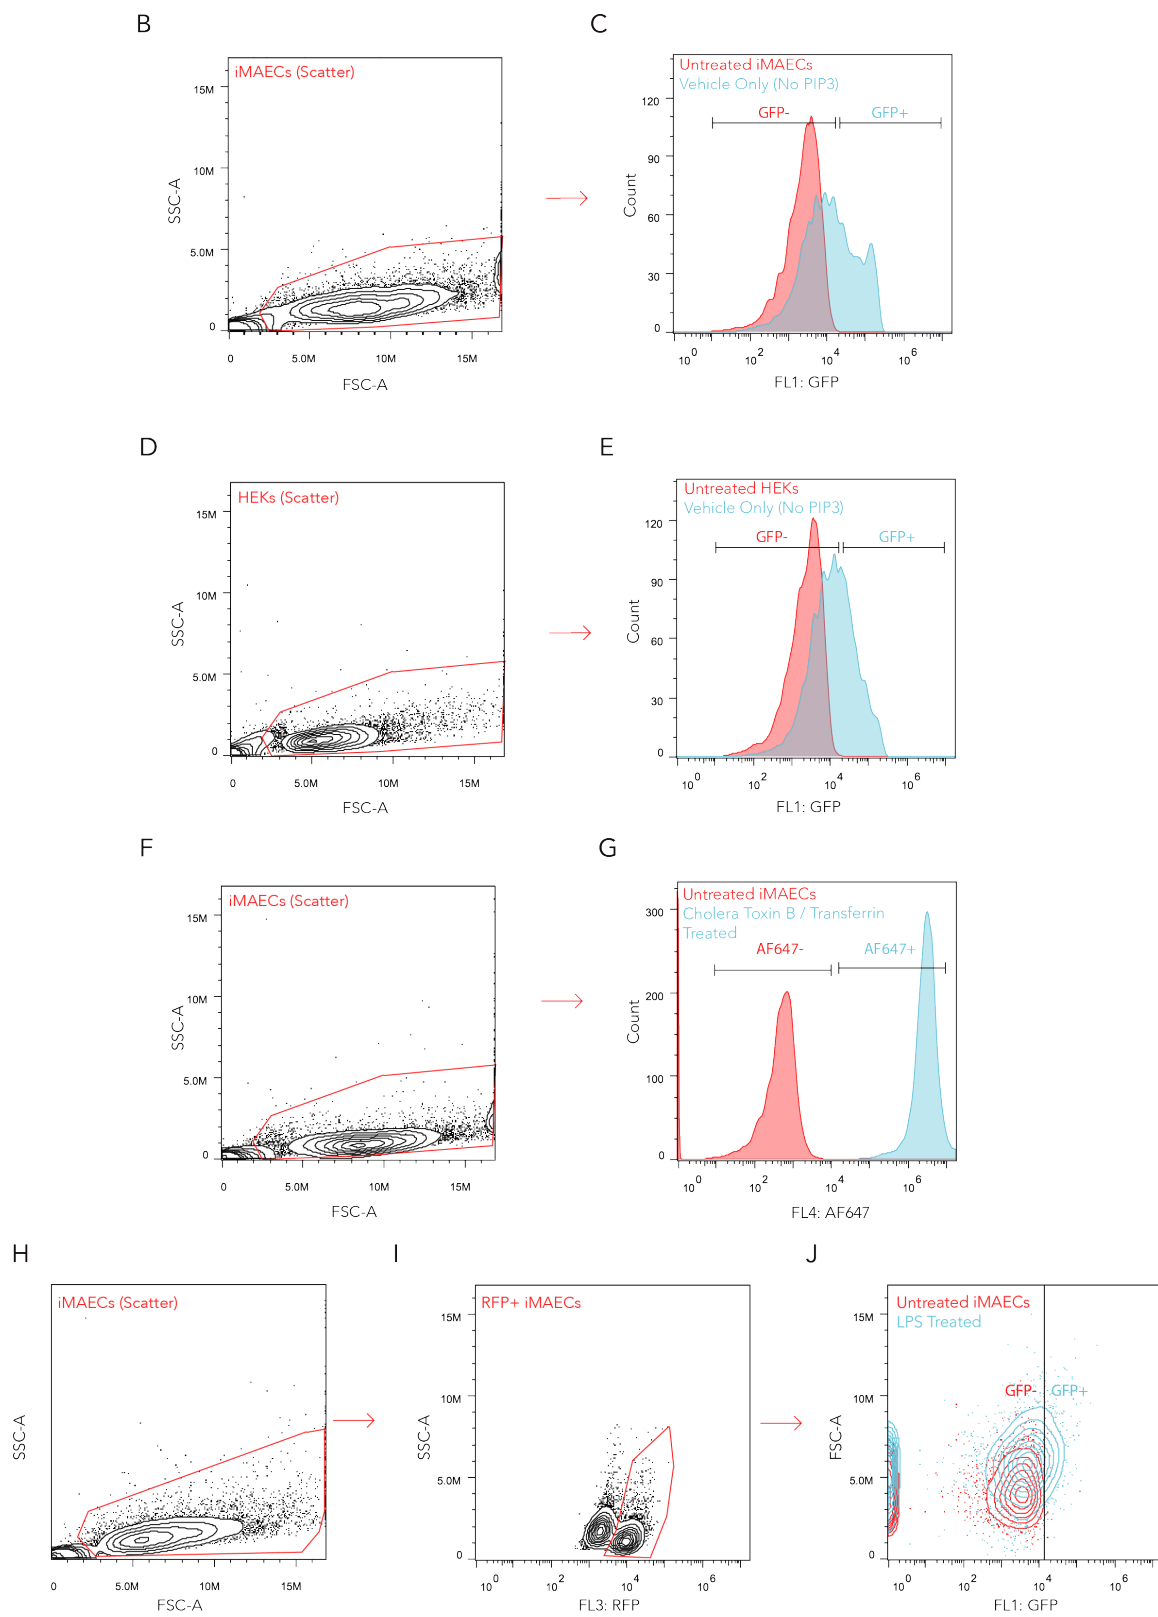 B
iMAECs (Scatter)
15M
10M
5.0M
0
SSC-A
0 5.0M 10M 15M
FSC-A
C
Untreated iMAECs
Vehicle Only (No PIP3)
GFP- GFP+
120
90
60
30
0
Count
10^0 10^2 10^4 10^6
FL1: GFP
D
HEKs (Scatter)
15M
10M
5.0M
0
SSC-A
0 5.0M 10M 15M
FSC-A
E
Untreated HEKs
Vehicle Only (No PIP3)
GFP- GFP+
120
90
60
30
0
Count
10^0 10^2 10^4 10^6
FL1: GFP
F
iMAECs (Scatter)
15M
10M
5.0M
0
SSC-A
0 5.0M 10M 15M
FSC-A
G
Untreated iMAECs
Cholera Toxin B / Transferrin
Treated
AF647- AF647+
300
200
100
0
Count
10^0 10^2 10^4 10^6
FL4: AF647
H
iMAECs (Scatter)
15M
10M
5.0M
0
SSC-A
0 5.0M 10M 15M
FSC-A
I
RFP+ iMAECs
15M
10M
5.0M
0
SSC-A
10^0 10^2 10^4 10^6
FL3: RFP
J
Untreated iMAECs
LPS Treated
GFP- GFP+
15M
10M
5.0M
0
FSC-A
10^0 10^2 10^4 10^6
FL1: GFP